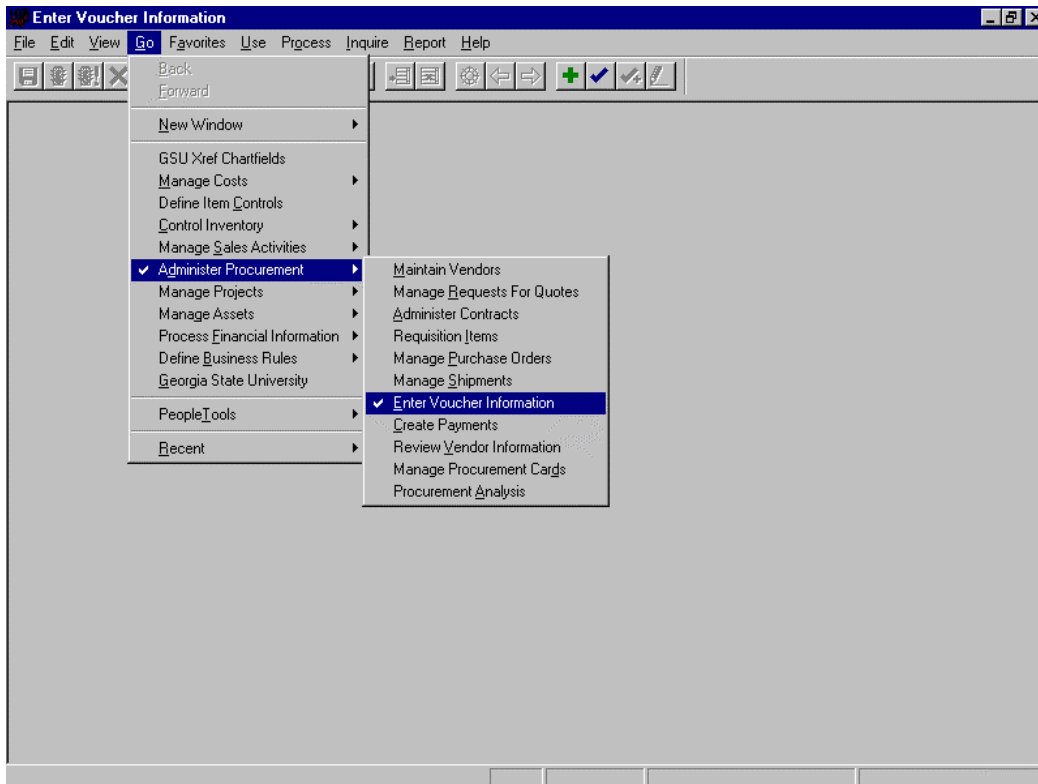 Enter Voucher Information
File Edit View Go Favorites Use Process Inquire Report Help
Back
Forward
New Window
GSU Xref Chartfields
Manage Costs
Define Item Controls
Control Inventory
Manage Sales Activities
Administer Procurement
Manage Projects
Manage Assets
Process Financial Information
Define Business Rules
Georgia State University
PeopleTools
Recent
Maintain Vendors
Manage Requests For Quotes
Administer Contracts
Requisition Items
Manage Purchase Orders
Manage Shipments
Enter Voucher Information
Create Payments
Review Vendor Information
Manage Procurement Cards
Procurement Analysis